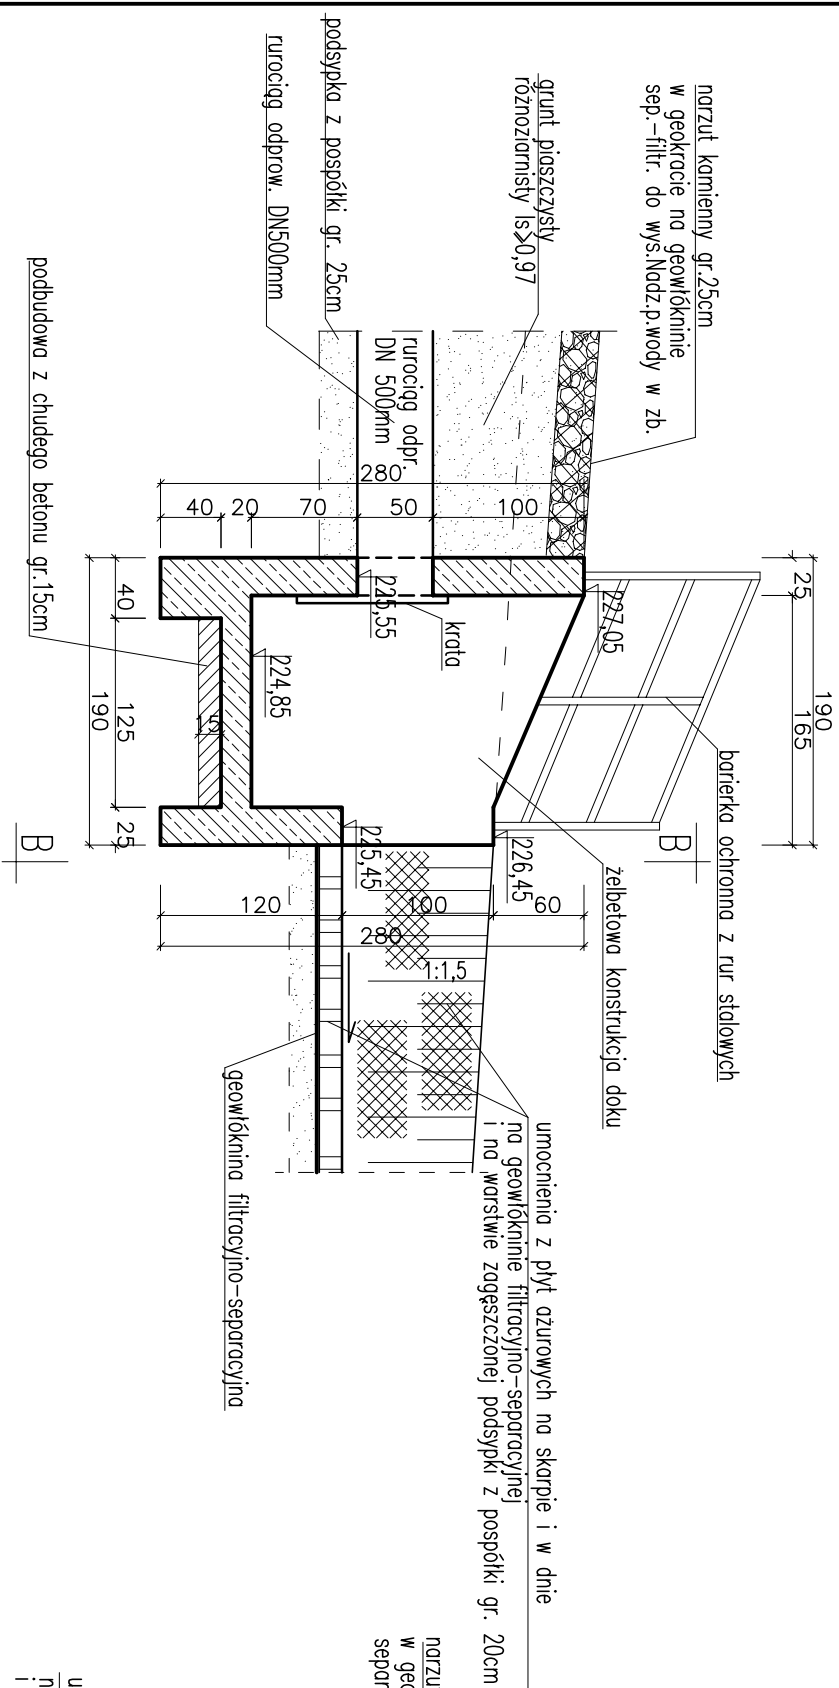 narzut kamienny gr.25cm
w geokracie na geowłókninie
sep.-filtr. do wys.Nadz.p.wody w zb.
grunt piaszczysty
różnoziarnisty Is>0,97
podsypka z pospółki gr. 25cm
rurociąg odprow. DN500mm
podbudowa z chudego betonu gr.15cm
rurociąg odpr.
DN 500mm
280
40
20
70
50
100
190
25
165
227,05
225,55
krata
224,85
226,45
225,45
40
125
25
190
15
B
B
barierka ochronna z rur stalowych
żelbetowa konstrukcja doku
120
100
60
280
1:1,5
umocnienia z płyt ażurowych na skarpie i w dnie
na geowłókninie filtracyjno-separacyjnej
i na warstwie zagęszczonej podsypki z pospółki gr. 20cm
geowłóknina filtracyjno-separacyjna
narzu
w geo
separ
u
n
i